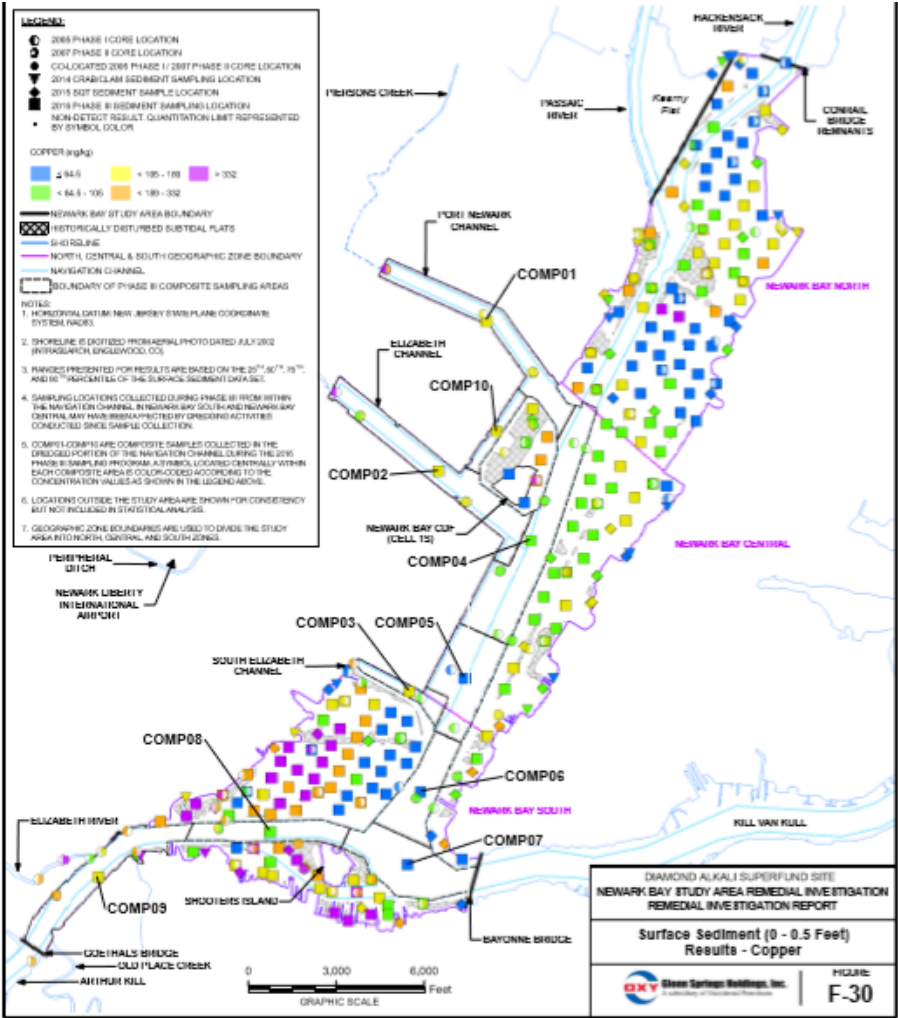 LEGEND:
2005 PHASE I CORE LOCATION
2007 PHASE II CORE LOCATION
CO-LOCATED 2005 PHASE I / 2007 PHASE II CORE LOCATION
2014 CRAB/CLAM SEDIMENT SAMPLING LOCATION
2015 SQT SEDIMENT SAMPLE LOCATION
2016 PHASE III SEDIMENT SAMPLING LOCATION
NON-DETECT RESULT. QUANTITATION LIMIT REPRESENTED
BY SYMBOL COLOR
COPPER (mg/kg)
≤ 64.5
< 105 - 189
> 332
< 64.5 - 105
< 189 - 332
NEWARK BAY STUDY AREA BOUNDARY
HISTORICALLY DISTURBED SUBTIDAL FLATS
SHORELINE
NORTH, CENTRAL & SOUTH GEOGRAPHIC ZONE BOUNDARY
NAVIGATION CHANNEL
BOUNDARY OF PHASE III COMPOSITE SAMPLING AREAS
NOTES:
1. HORIZONTAL DATUM: NEW JERSEY STATE PLANE COORDINATE
SYSTEM, NAD83.
2. SHORELINE IS DIGITIZED FROM AERIAL PHOTO DATED JULY 2002
(INTRASEARCH, ENGLEWOOD, CO).
3. RANGES PRESENTED FOR RESULTS ARE BASED ON THE 25TH, 50TH, 75TH,
AND 90TH PERCENTILE OF THE SURFACE SEDIMENT DATA SET.
4. SAMPLING LOCATIONS COLLECTED DURING PHASE III FROM WITHIN
THE NAVIGATION CHANNEL IN NEWARK BAY SOUTH AND NEWARK BAY
CENTRAL MAY HAVE BEEN AFFECTED BY DREDGING ACTIVITIES
CONDUCTED SINCE SAMPLE COLLECTION.
5. COMP01-COMP10 ARE COMPOSITE SAMPLES COLLECTED IN THE
DREDGED PORTION OF THE NAVIGATION CHANNEL DURING THE 2016
PHASE III SAMPLING PROGRAM. A SYMBOL LOCATED CENTRALLY WITHIN
EACH COMPOSITE AREA IS COLOR-CODED ACCORDING TO THE
CONCENTRATION VALUES AS SHOWN IN THE LEGEND ABOVE.
6. LOCATIONS OUTSIDE THE STUDY AREA ARE SHOWN FOR CONSISTENCY
BUT NOT INCLUDED IN STATISTICAL ANALYSIS.
7. GEOGRAPHIC ZONE BOUNDARIES ARE USED TO DIVIDE THE STUDY
AREA INTO NORTH, CENTRAL, AND SOUTH ZONES.
HACKENSACK
RIVER
PIERSONS CREEK
PASSAIC
RIVER
Kearny
Flat
CONRAIL
BRIDGE
REMNANTS
PORT NEWARK
CHANNEL
COMP01
NEWARK BAY NORTH
ELIZABETH
CHANNEL
COMP10
COMP02
NEWARK BAY CDF
(CELL 1S)
COMP04
NEWARK BAY CENTRAL
PERIPHERAL
DITCH
NEWARK LIBERTY
INTERNATIONAL
AIRPORT
COMP03
COMP05
SOUTH ELIZABETH
CHANNEL
COMP08
COMP06
NEWARK BAY SOUTH
ELIZABETH RIVER
KILL VAN KULL
COMP07
COMP09
SHOOTERS ISLAND
GOETHALS BRIDGE
OLD PLACE CREEK
ARTHUR KILL
BAYONNE BRIDGE
0 3,000 6,000
Feet
GRAPHIC SCALE
DIAMOND ALKALI SUPERFUND SITE
NEWARK BAY STUDY AREA REMEDIAL INVESTIGATION
REMEDIAL INVESTIGATION REPORT
Surface Sediment (0 - 0.5 Feet)
Results - Copper
OXY Glenn Springs Holdings, Inc.
A subsidiary of Occidental Petroleum
FIGURE
F-30